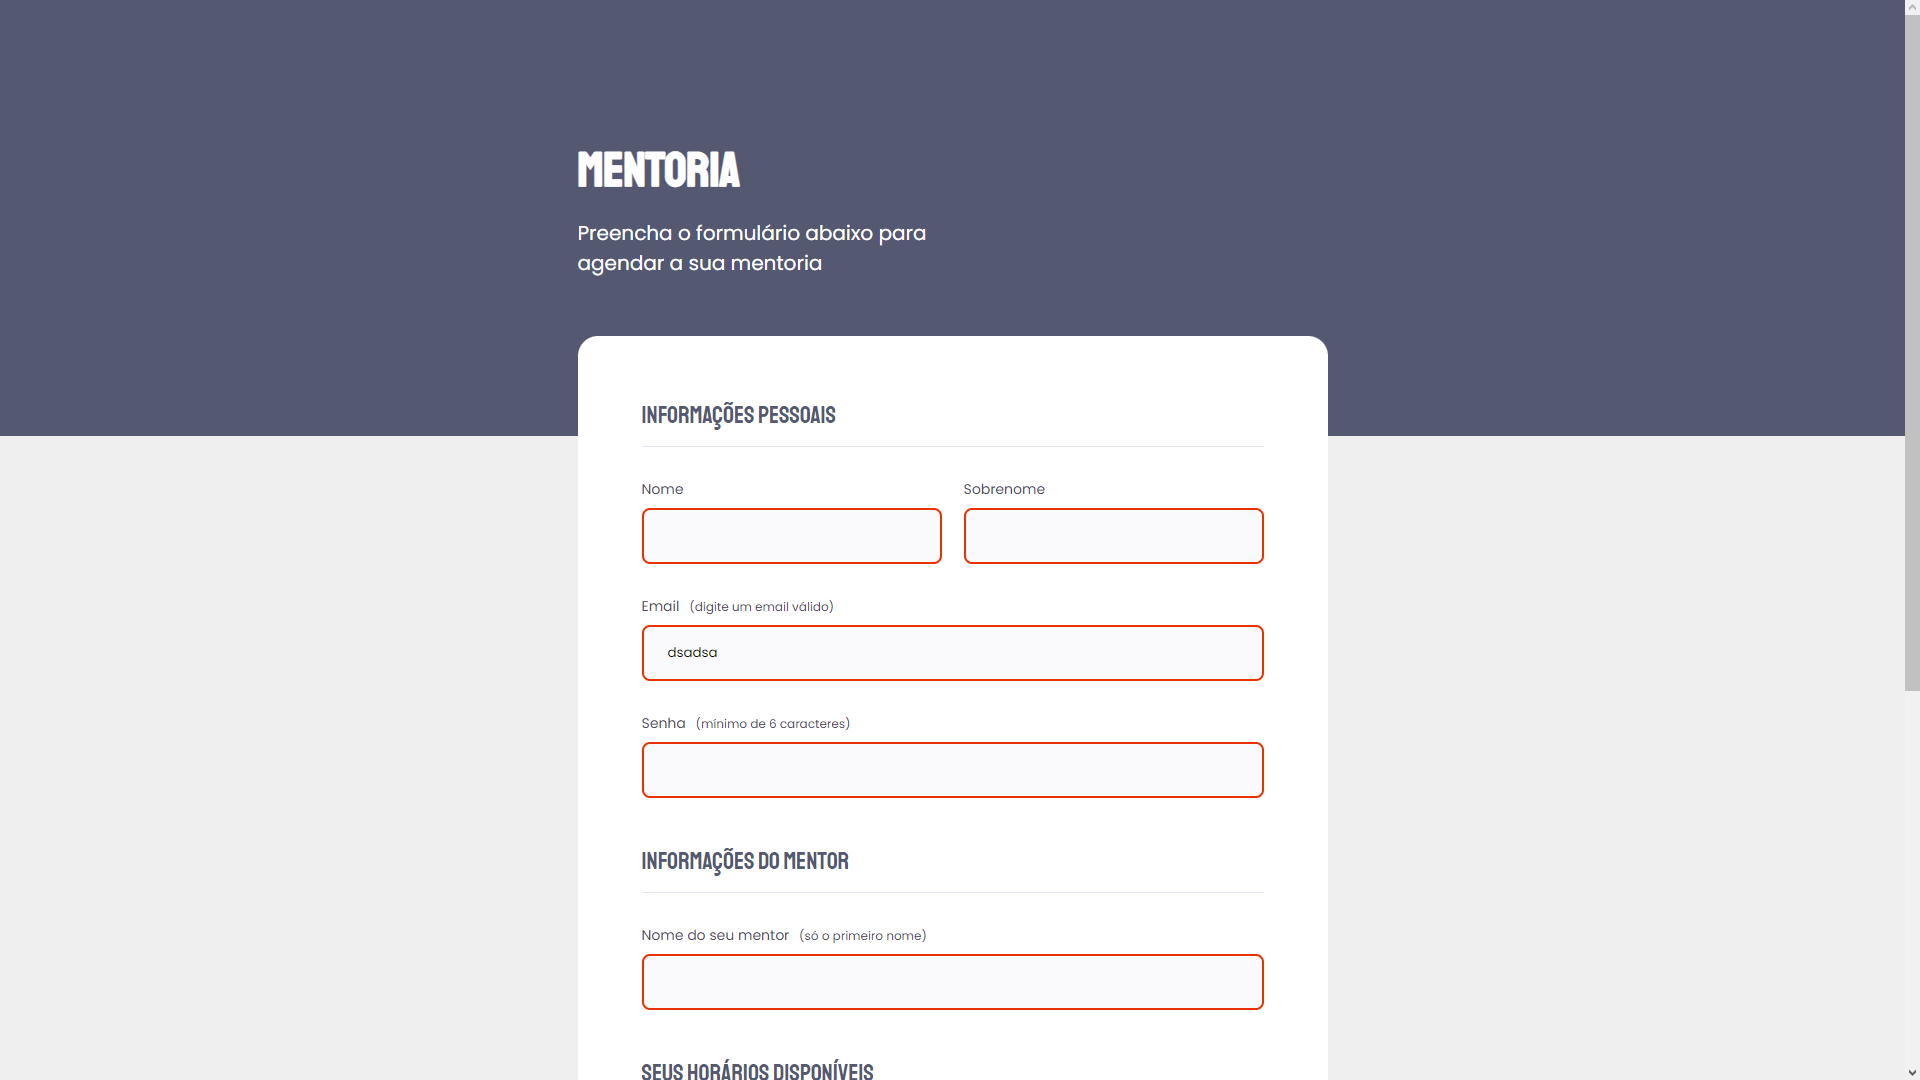 MENTORIA
Preencha o formulário abaixo para
agendar a sua mentoria
INFORMAÇÕES PESSOAIS
Nome
Sobrenome
Email (digite um email válido)
dsadsa
Senha (mínimo de 6 caracteres)
INFORMAÇÕES DO MENTOR
Nome do seu mentor (só o primeiro nome)
SEUS HORÁRIOS DISPONÍVEIS